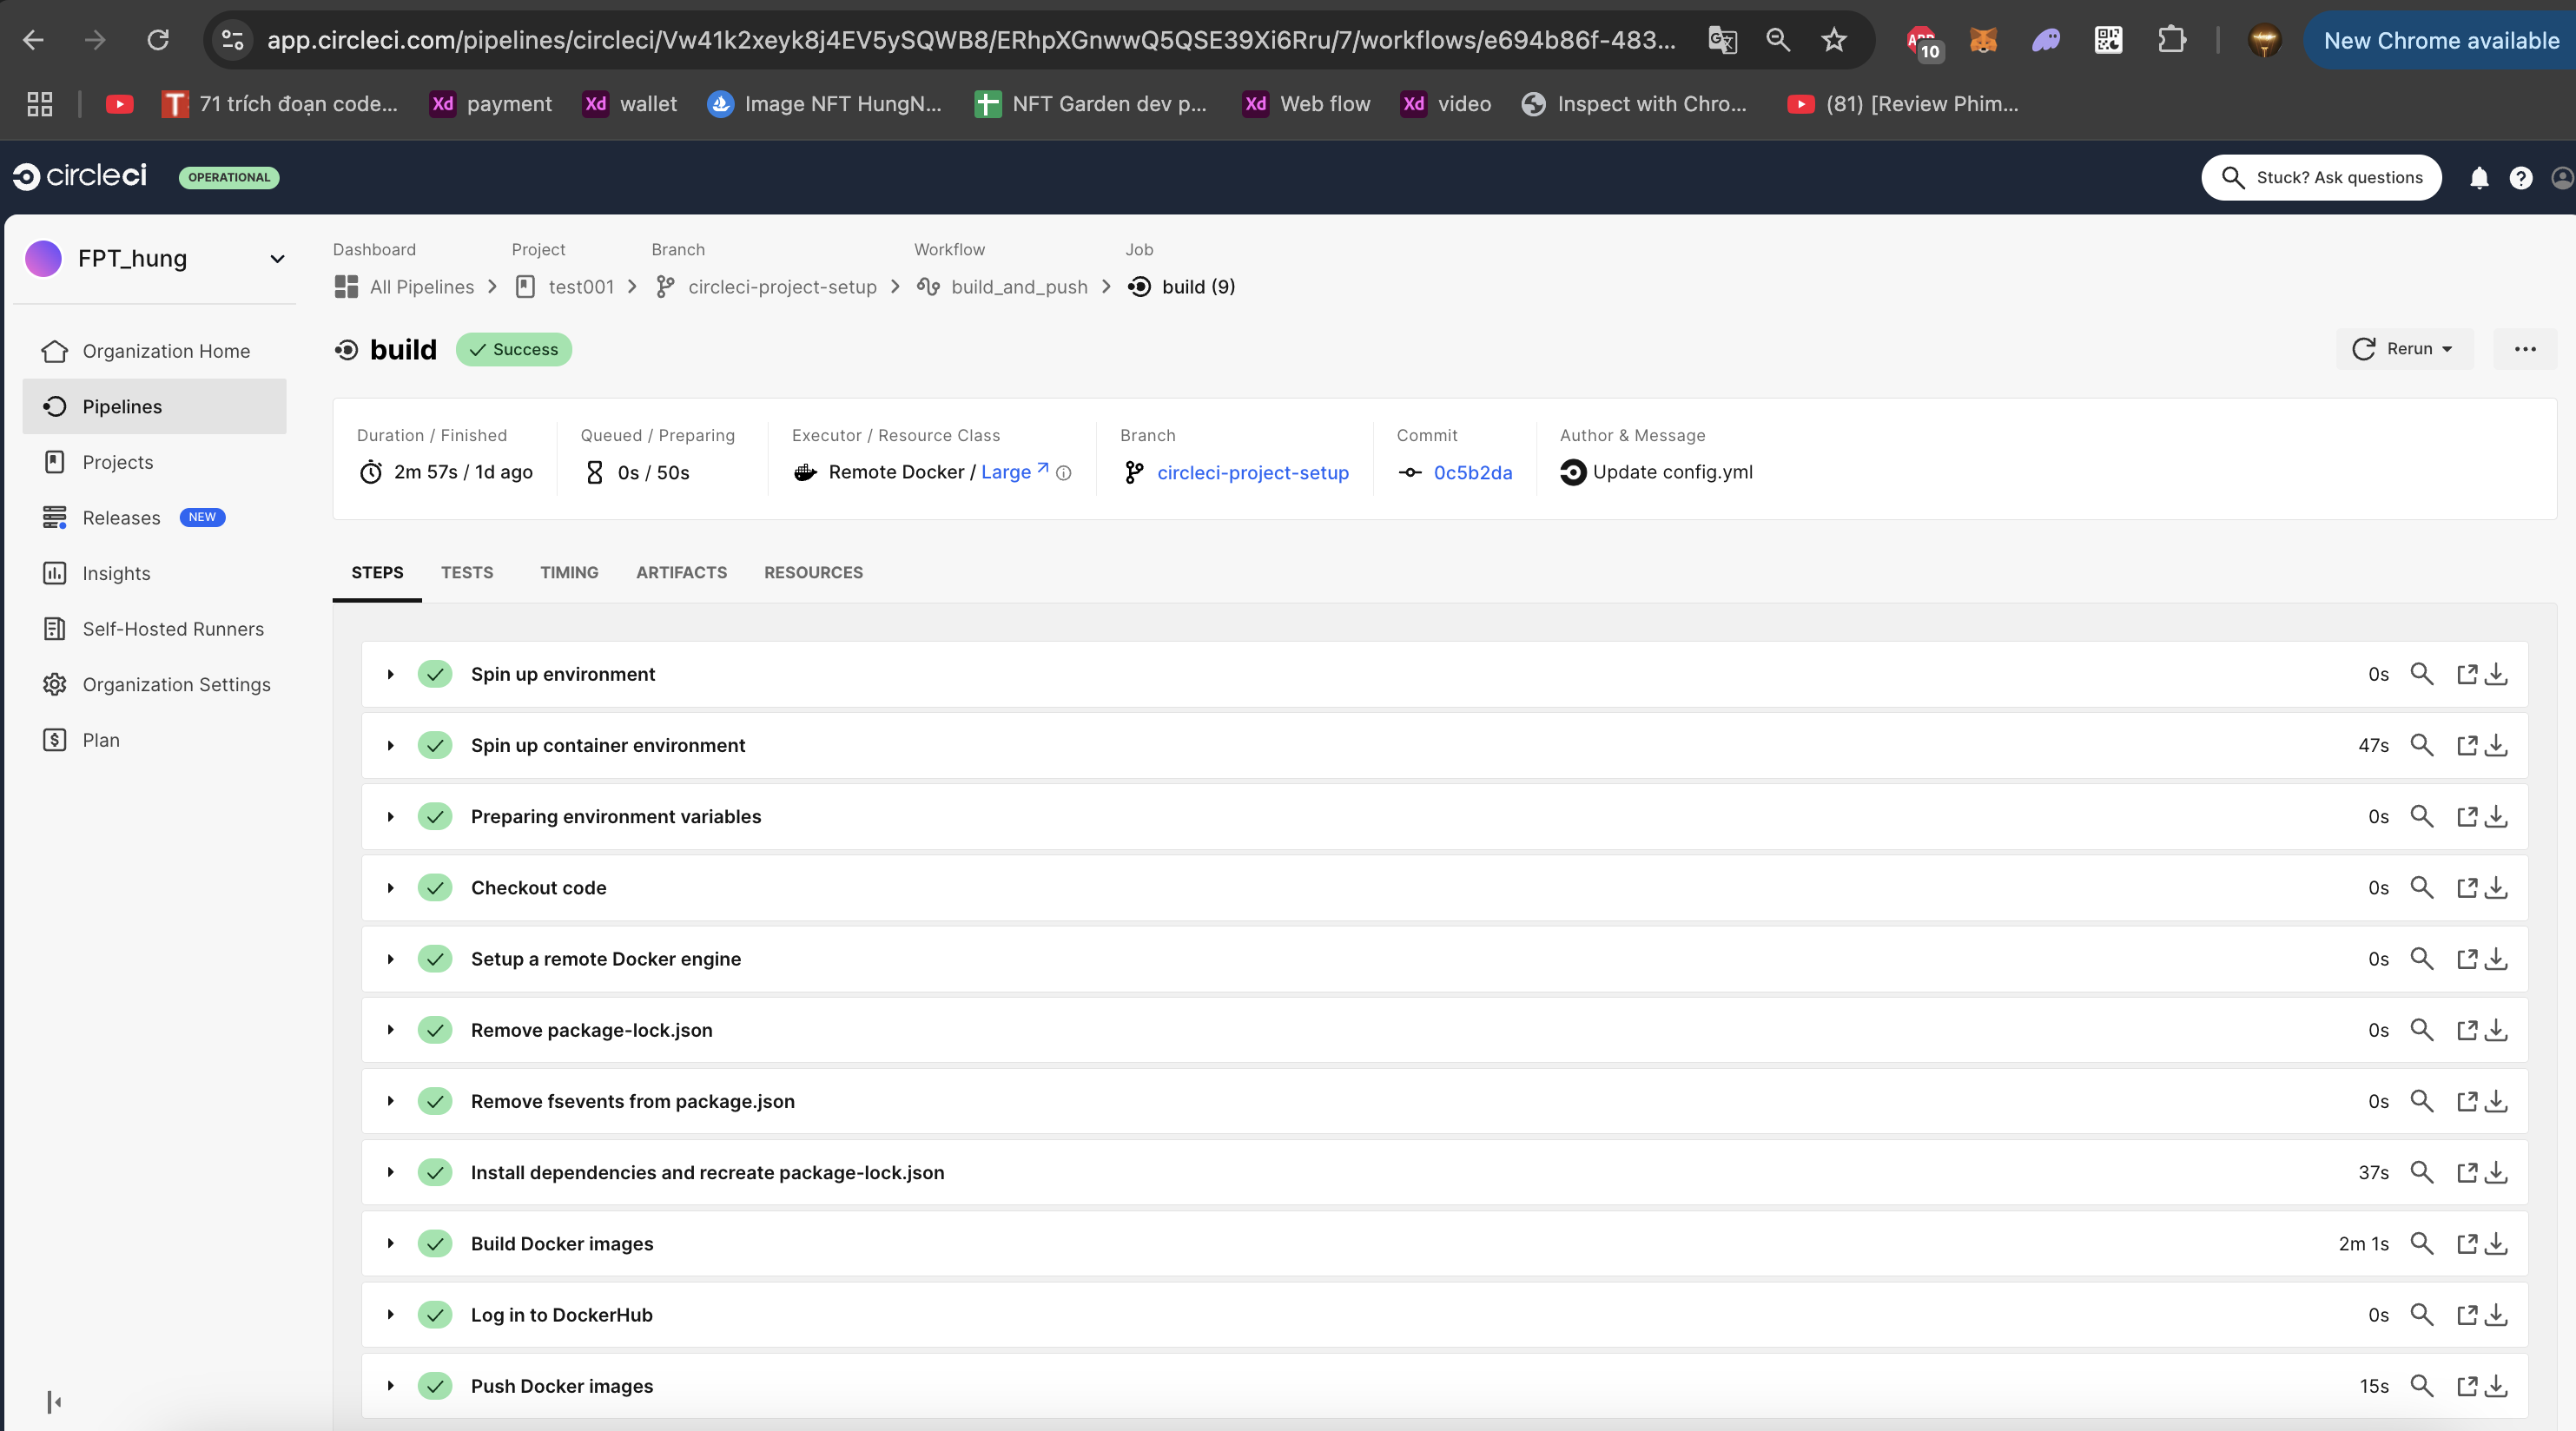 app.circleci.com/pipelines/circleci/Vw41k2xeyk8j4EV5ySQWB8/ERhpXGnwwQ5QSE39Xi6Rru/7/workflows/e694b86f-483...
10
New Chrome available
71 trích đoạn code...
payment
wallet
Image NFT HungN...
NFT Garden dev p...
Web flow
video
Inspect with Chro...
(81) [Review Phim...
circleci
OPERATIONAL
Stuck? Ask questions
FPT_hung
Organization Home
Pipelines
Projects
Releases NEW
Insights
Self-Hosted Runners
Organization Settings
Plan
Dashboard Project Branch Workflow Job
All Pipelines test001 circleci-project-setup build_and_push build (9)
build Success
Rerun
Duration / Finished
2m 57s / 1d ago
Queued / Preparing
0s / 50s
Executor / Resource Class
Remote Docker / Large
Branch
circleci-project-setup
Commit
0c5b2da
Author & Message
Update config.yml
STEPS TESTS TIMING ARTIFACTS RESOURCES
Spin up environment 0s
Spin up container environment 47s
Preparing environment variables 0s
Checkout code 0s
Setup a remote Docker engine 0s
Remove package-lock.json 0s
Remove fsevents from package.json 0s
Install dependencies and recreate package-lock.json 37s
Build Docker images 2m 1s
Log in to DockerHub 0s
Push Docker images 15s